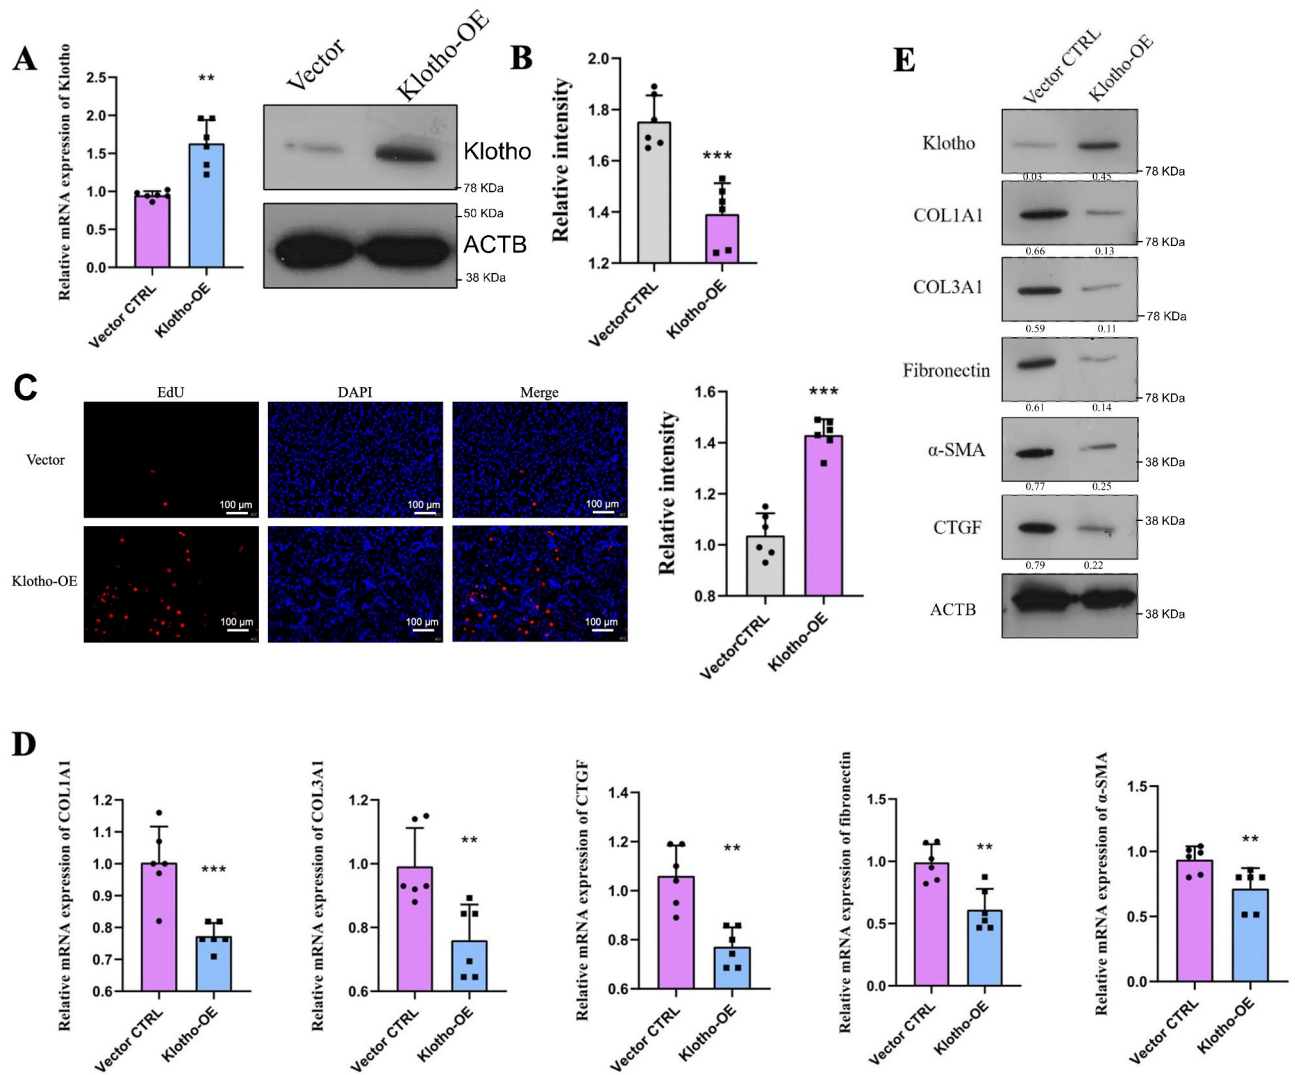 A
Relative mRNA expression of Klotho
2.5
2.0
1.5
1.0
0.5
0.0
**
Vector CTRL
Klotho-OE
Vector
Klotho-OE
Klotho
78 KDa
50 KDa
ACTB
38 KDa
B
Relative intensity
2.0
1.8
1.6
1.4
1.2
***
VectorCTRL
Klotho-OE
C
EdU
DAPI
Merge
Vector
100 µm
100 µm
100 µm
Klotho-OE
100 µm
100 µm
100 µm
Relative intensity
1.6
1.4
1.2
1.0
0.8
***
VectorCTRL
Klotho-OE
E
Vector CTRL
Klotho-OE
Klotho
78 KDa
0.03
0.45
COL1A1
78 KDa
0.66
0.13
COL3A1
78 KDa
0.59
0.11
Fibronectin
78 KDa
0.61
0.14
α-SMA
38 KDa
0.77
0.25
CTGF
38 KDa
0.79
0.22
ACTB
38 KDa
D
Relative mRNA expression of COL1A1
1.2
1.1
1.0
0.9
0.8
0.7
0.6
***
Vector CTRL
Klotho-OE
Relative mRNA expression of COL3A1
1.2
1.0
0.8
0.6
**
Vector CTRL
Klotho-OE
Relative mRNA expression of CTGF
1.4
1.2
1.0
0.8
0.6
**
Vector CTRL
Klotho-OE
Relative mRNA expression of fibronectin
1.5
1.0
0.5
0.0
**
Vector CTRL
Klotho-OE
Relative mRNA expression of α-SMA
1.5
1.0
0.5
0.0
**
Vector CTRL
Klotho-OE